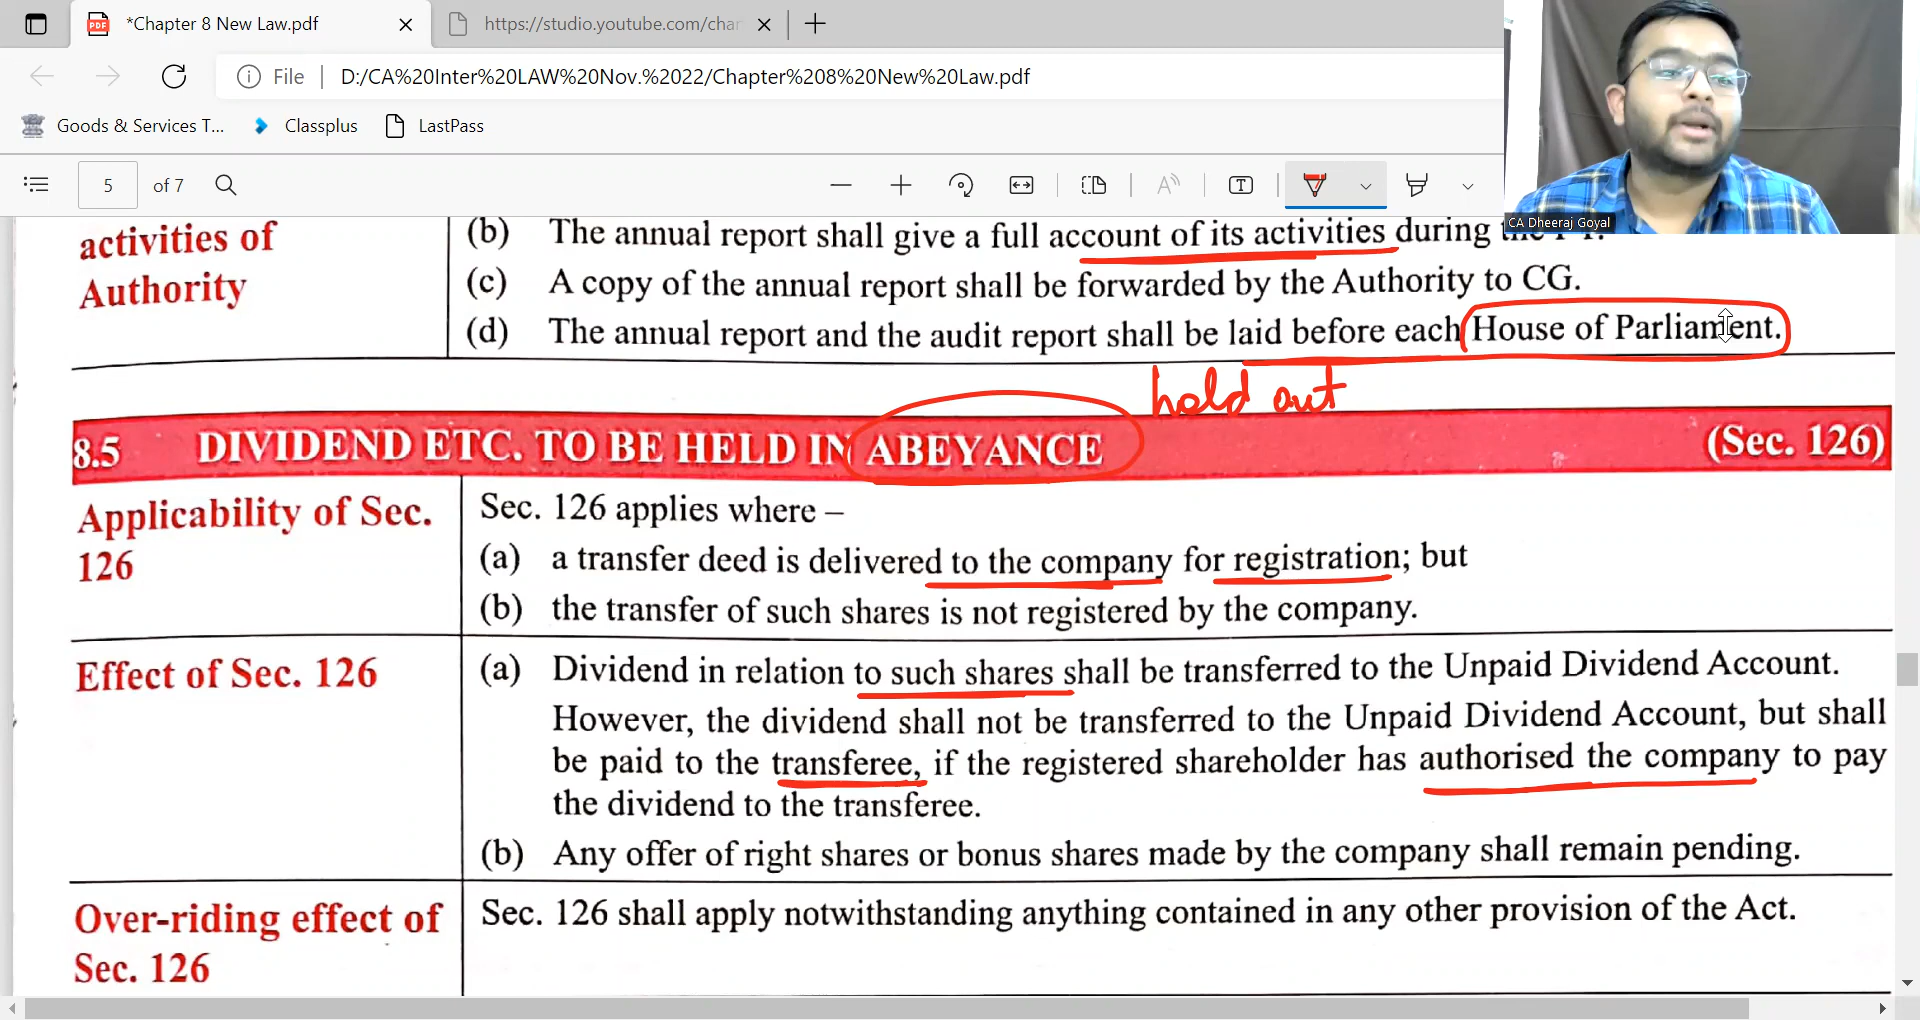 *Chapter 8 New Law.pdf
https://studio.youtube.com/char
File
D:/CA%20Inter%20LAW%20Nov.%2022/Chapter%208%20New%20Law.pdf
Goods & Services T...
Classplus
LastPass
5 of 7
CA Dheeraj Goyal
activities of
Authority
(b) The annual report shall give a full account of its activities during
(c) A copy of the annual report shall be forwarded by the Authority to CG.
(d) The annual report and the audit report shall be laid before each House of Parliament.
hold out
8.5 DIVIDEND ETC. TO BE HELD IN ABEYANCE (Sec. 126)
Applicability of Sec.
126
Sec. 126 applies where –
(a) a transfer deed is delivered to the company for registration; but
(b) the transfer of such shares is not registered by the company.
Effect of Sec. 126
(a) Dividend in relation to such shares shall be transferred to the Unpaid Dividend Account.
However, the dividend shall not be transferred to the Unpaid Dividend Account, but shall
be paid to the transferee, if the registered shareholder has authorised the company to pay
the dividend to the transferee.
(b) Any offer of right shares or bonus shares made by the company shall remain pending.
Over-riding effect of
Sec. 126
Sec. 126 shall apply notwithstanding anything contained in any other provision of the Act.